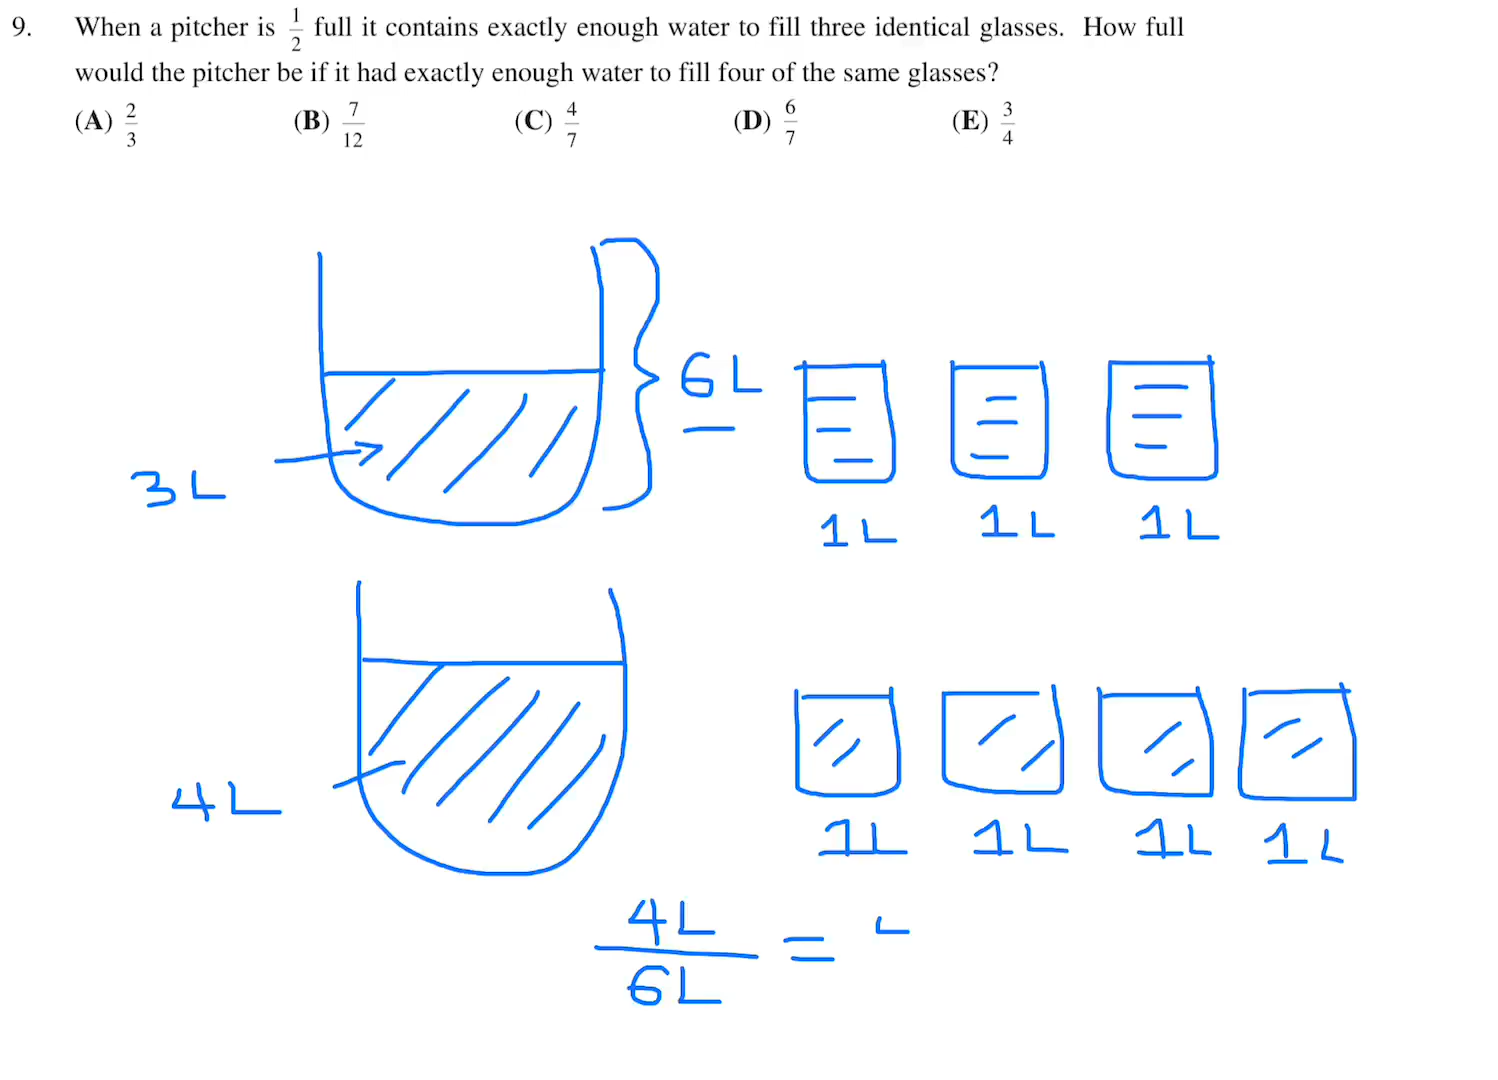 9. When a pitcher is 1/2 full it contains exactly enough water to fill three identical glasses. How full
would the pitcher be if it had exactly enough water to fill four of the same glasses?
(A) 2/3 (B) 7/12 (C) 4/7 (D) 6/7 (E) 3/4
6L
3L
1L 1L 1L
4L
1L 1L 1L 1L
4L/6L =